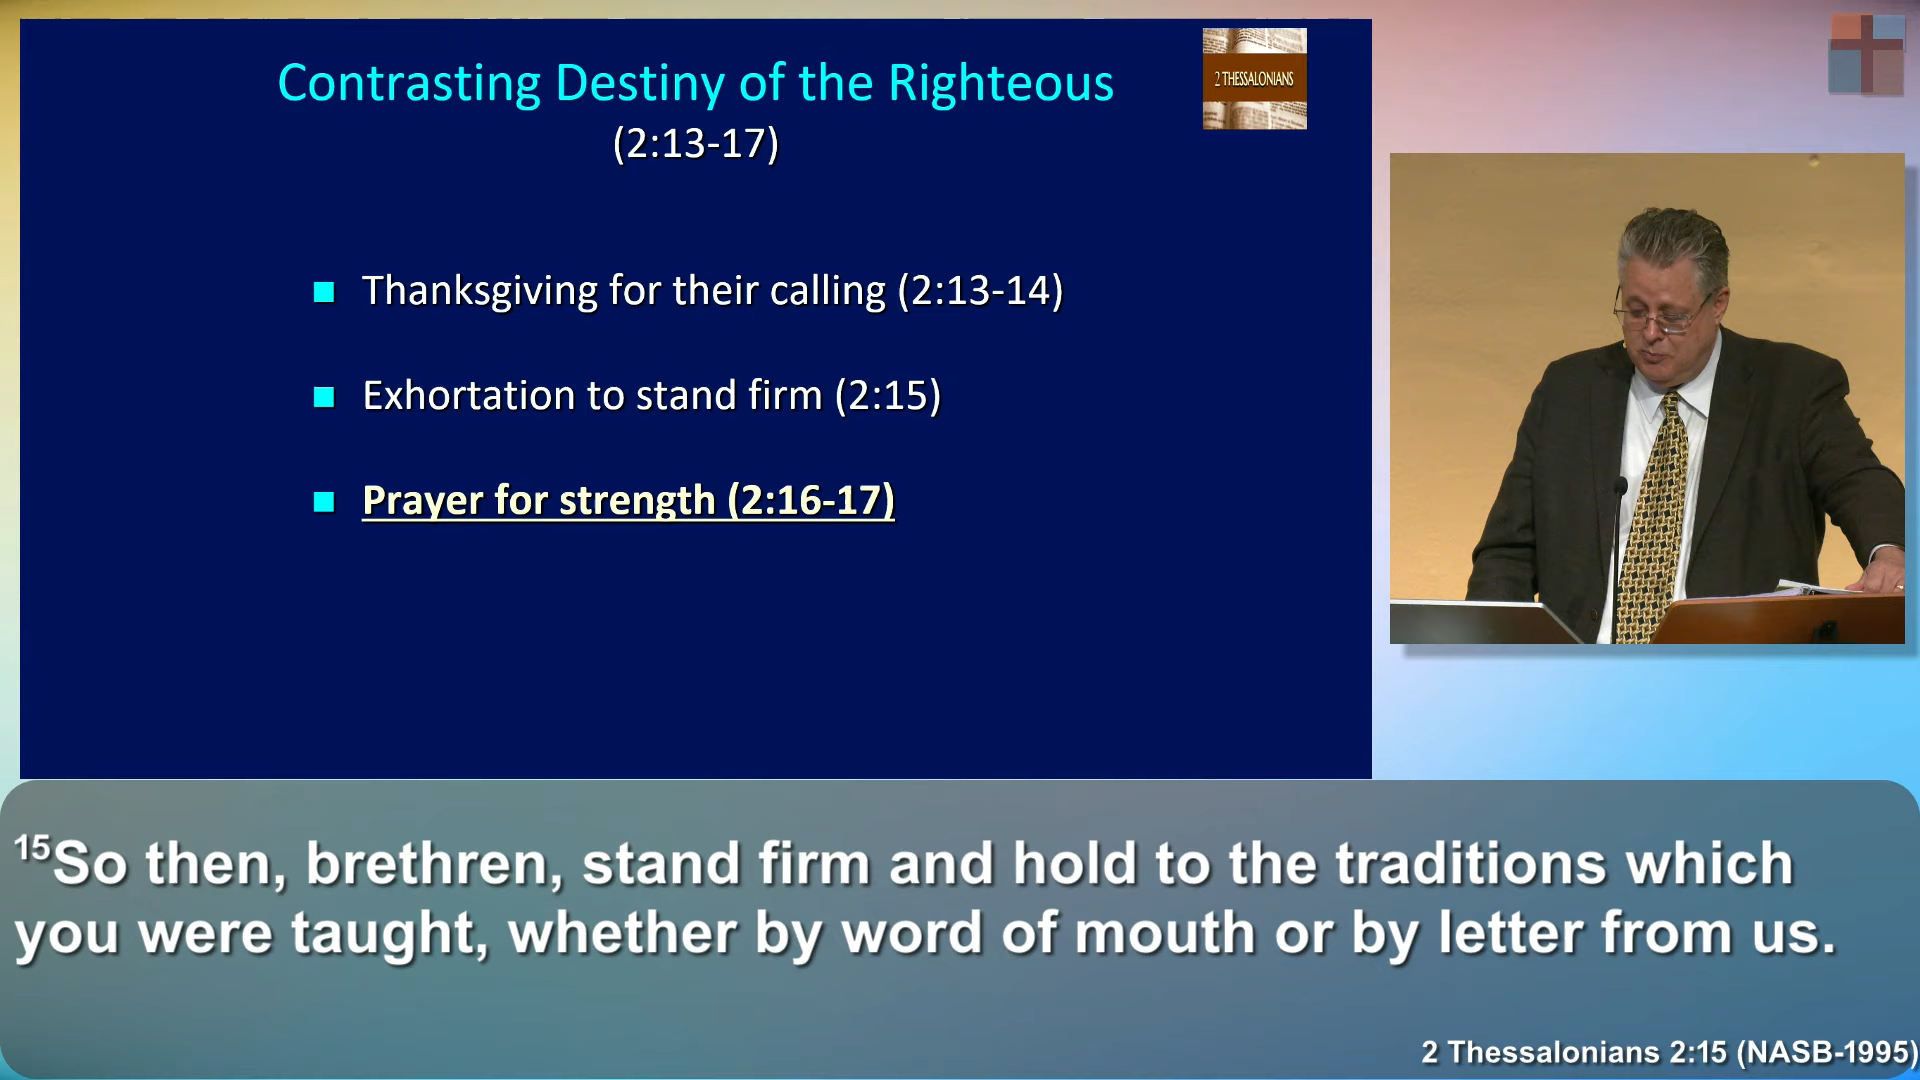 Contrasting Destiny of the Righteous
(2:13-17)
2 THESSALONIANS
■ Thanksgiving for their calling (2:13-14)
■ Exhortation to stand firm (2:15)
■ Prayer for strength (2:16-17)
15So then, brethren, stand firm and hold to the traditions which
you were taught, whether by word of mouth or by letter from us.
2 Thessalonians 2:15 (NASB-1995)